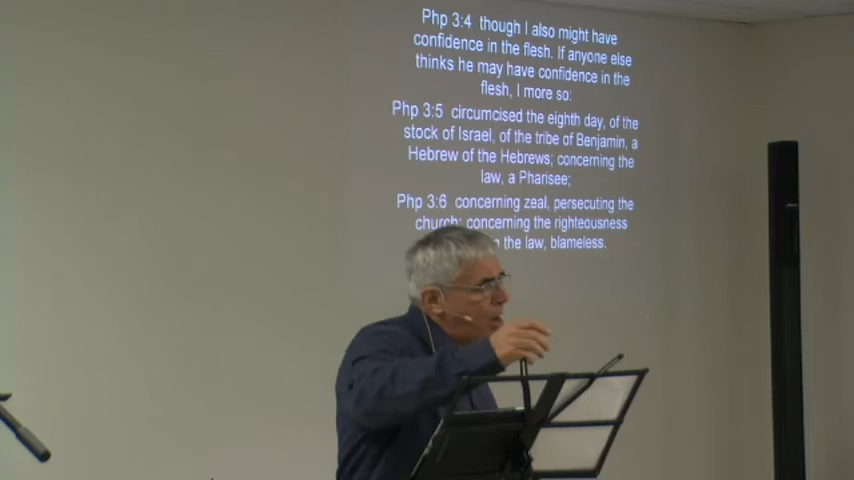 Php 3:4 though I also might have
confidence in the flesh. If anyone else
thinks he may have confidence in the
flesh, I more so:
Php 3:5 circumcised the eighth day, of the
stock of Israel, of the tribe of Benjamin, a
Hebrew of the Hebrews; concerning the
law, a Pharisee;
Php 3:6 concerning zeal, persecuting the
church; concerning the righteousness
the law, blameless.